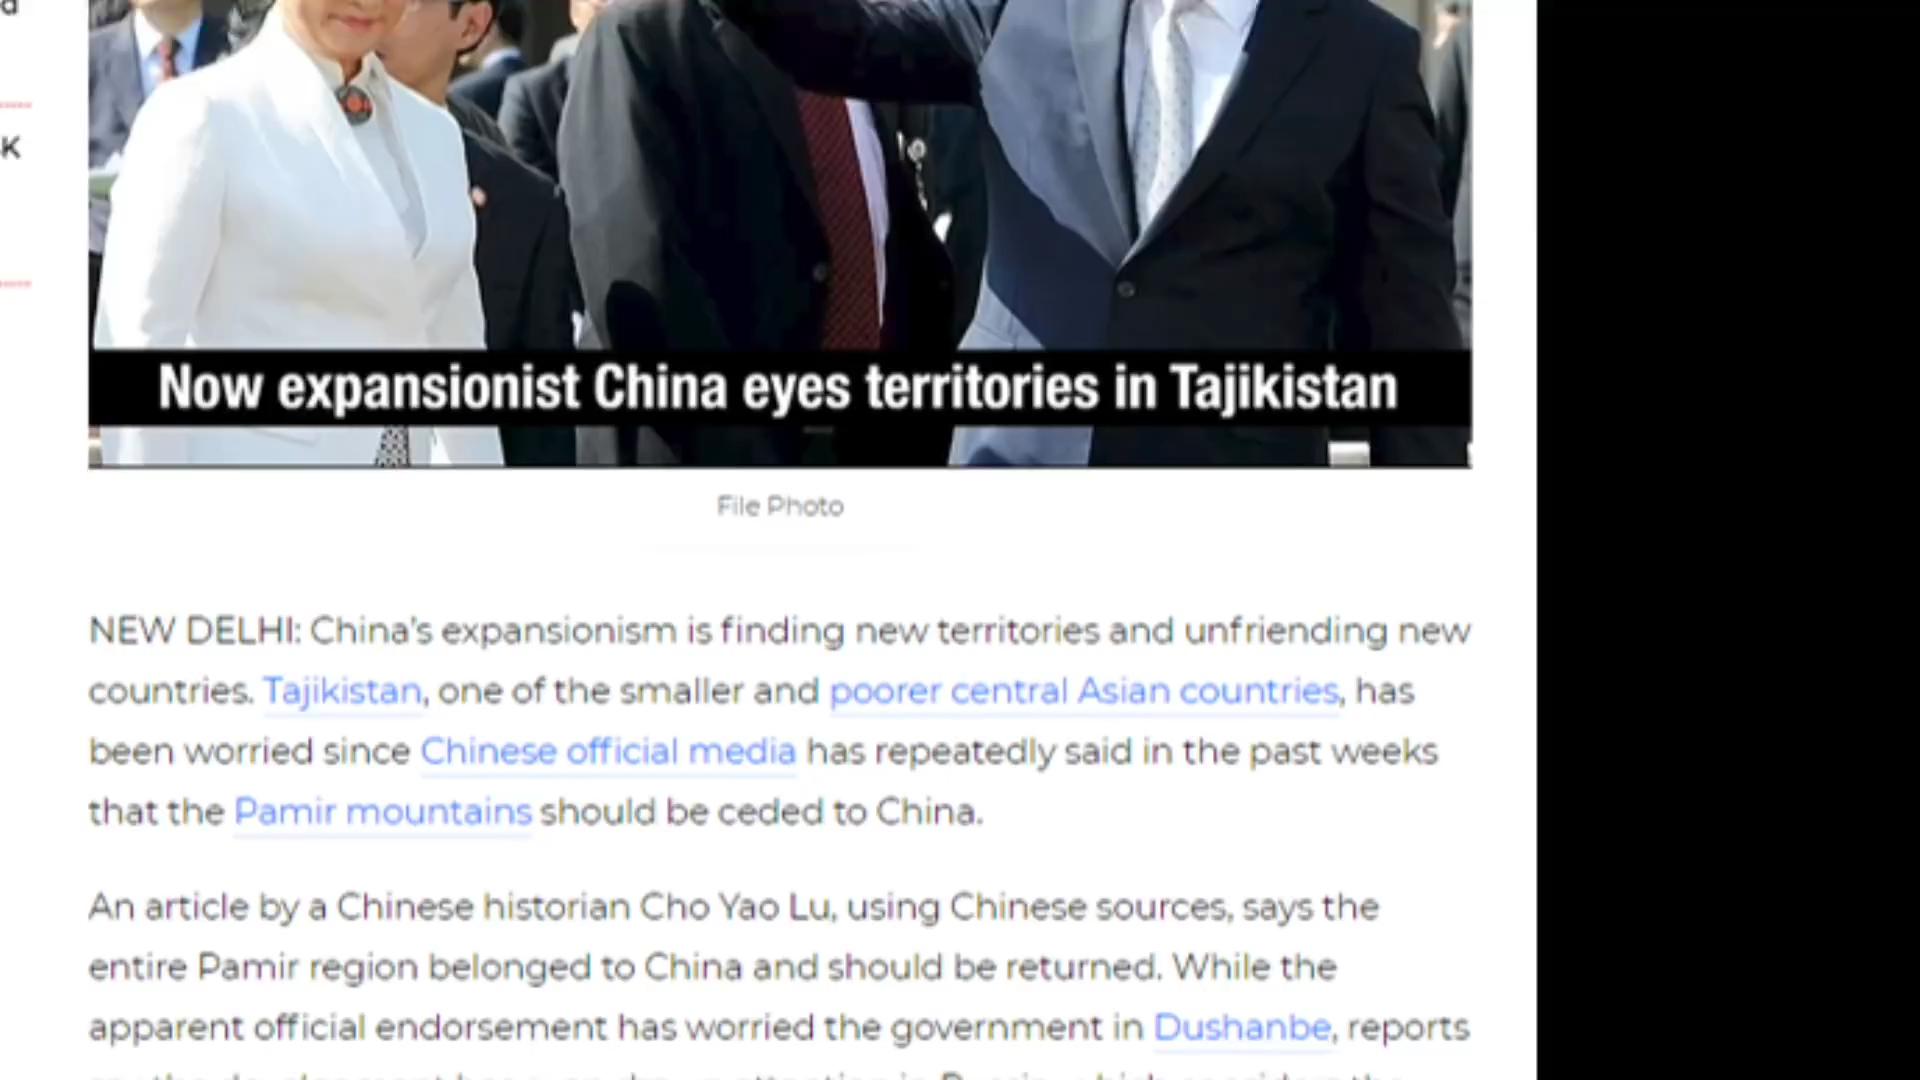 K
Now expansionist China eyes territories in Tajikistan
File Photo
NEW DELHI: China's expansionism is finding new territories and unfriending new
countries. Tajikistan, one of the smaller and poorer central Asian countries, has
been worried since Chinese official media has repeatedly said in the past weeks
that the Pamir mountains should be ceded to China.
An article by a Chinese historian Cho Yao Lu, using Chinese sources, says the
entire Pamir region belonged to China and should be returned. While the
apparent official endorsement has worried the government in Dushanbe, reports